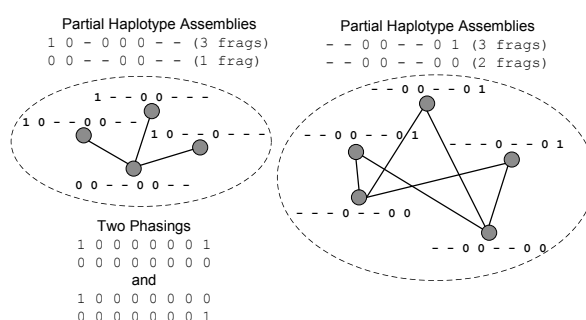 Partial Haplotype Assemblies
1 0 – 0 0 0 – – (3 frags)
0 0 – – 0 0 – – (1 frag)
1 – – 0 0 – – –
1 0 – – 0 0 – –
1 0 – – 0 – – –
0 0 – – 0 0 – –
Two Phasings
1 0 0 0 0 0 0 1
0 0 0 0 0 0 0 0
and
1 0 0 0 0 0 0 0
0 0 0 0 0 0 0 1
Partial Haplotype Assemblies
– – 0 0 – – 0 1 (3 frags)
– – 0 0 – – 0 0 (2 frags)
– – 0 0 – – 0 1
– – 0 0 – – 0 1
– – – 0 – – 0 1
– – – 0 – – 0 0
– – 0 0 – – 0 0